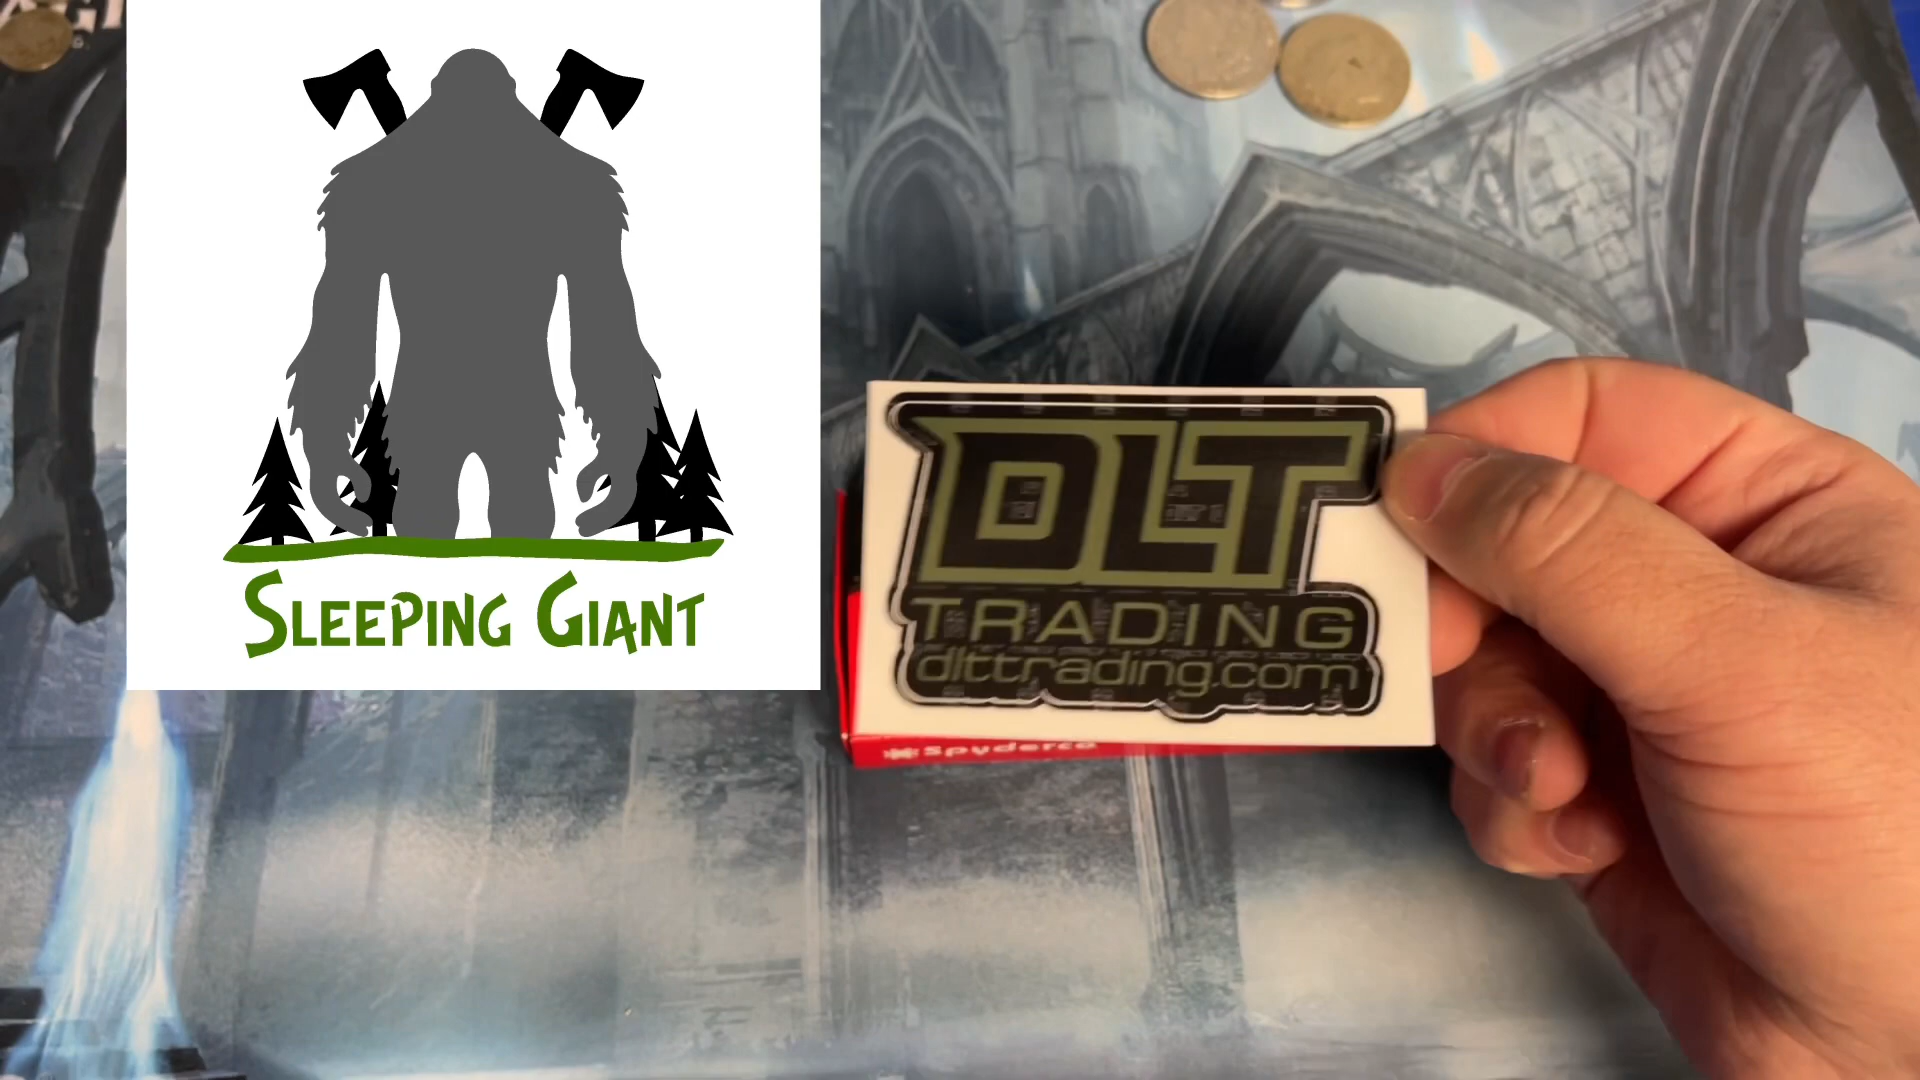 SLEEPING GIANT
DLT
TRADING
dlttrading.com
Spyderco